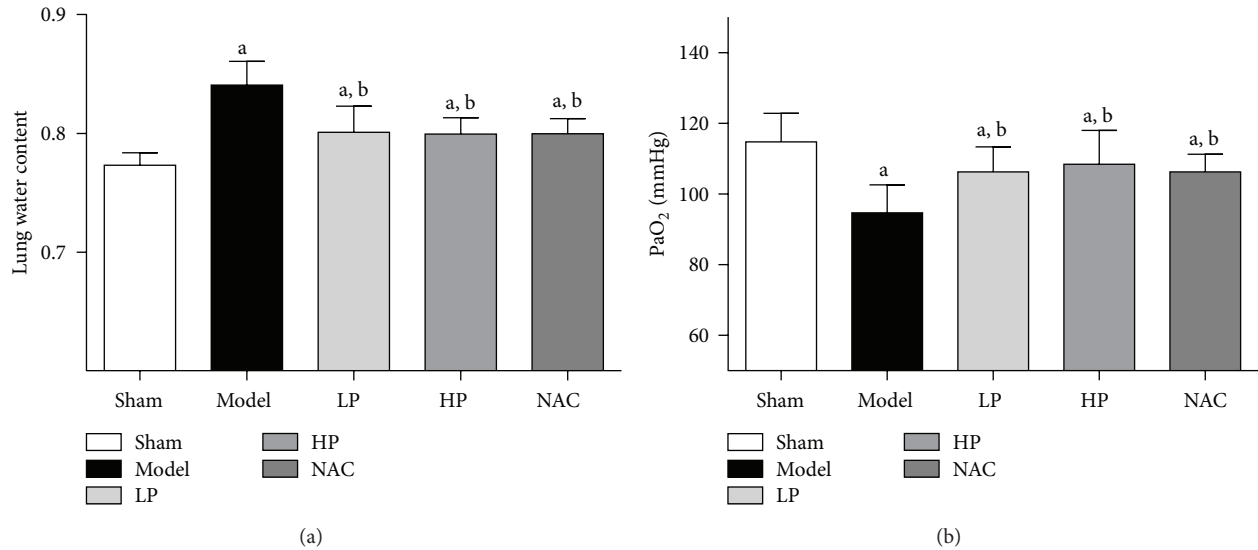 0.9
0.8
0.7
Lung water content
a
a, b
a, b
a, b
Sham Model LP HP NAC
Sham
Model
LP
HP
NAC
(a)
140
120
100
80
60
PaO₂ (mmHg)
a
a, b
a, b
a, b
Sham Model LP HP NAC
Sham
Model
LP
HP
NAC
(b)